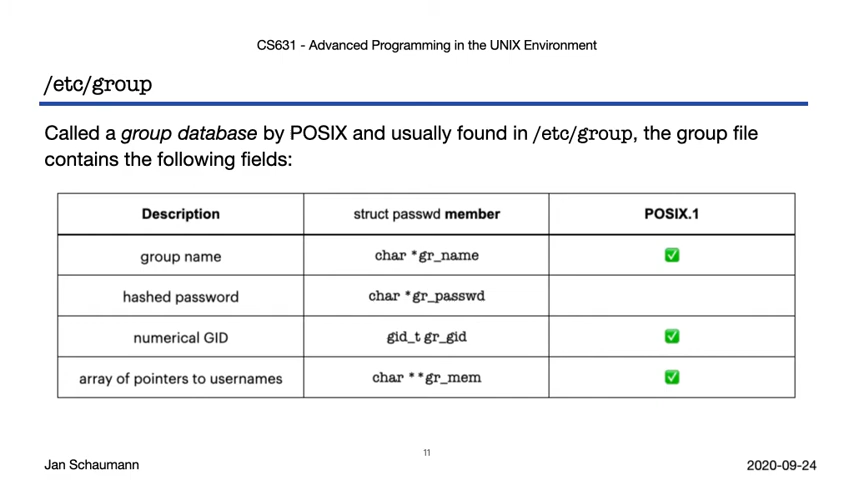 CS631 - Advanced Programming in the UNIX Environment
/etc/group
Called a group database by POSIX and usually found in /etc/group, the group file
contains the following fields:
Description struct passwd member POSIX.1
group name char *gr_name ✅
hashed password char *gr_passwd
numerical GID gid_t gr_gid ✅
array of pointers to usernames char **gr_mem ✅
11
Jan Schaumann 2020-09-24